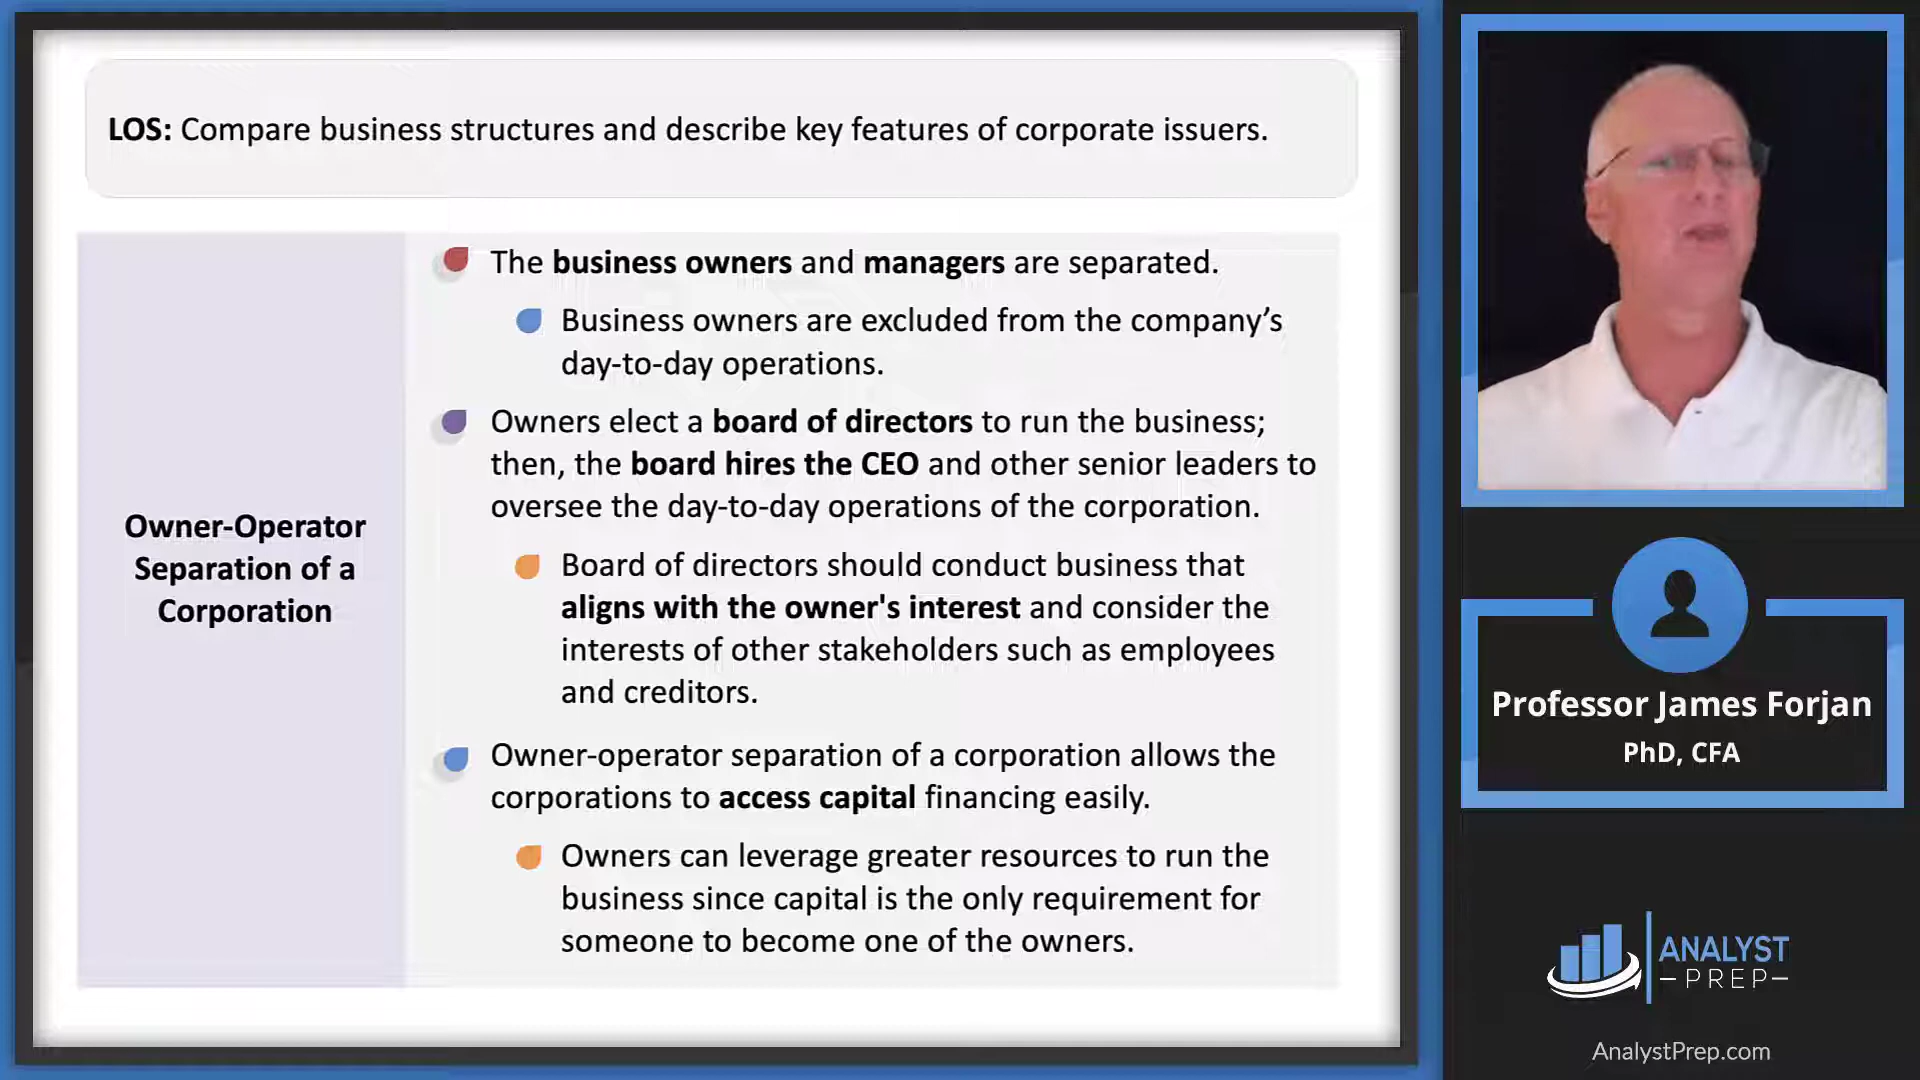 LOS: Compare business structures and describe key features of corporate issuers.
Owner-Operator
Separation of a
Corporation
The business owners and managers are separated.
Business owners are excluded from the company’s
day-to-day operations.
Owners elect a board of directors to run the business;
then, the board hires the CEO and other senior leaders to
oversee the day-to-day operations of the corporation.
Board of directors should conduct business that
aligns with the owner's interest and consider the
interests of other stakeholders such as employees
and creditors.
Owner-operator separation of a corporation allows the
corporations to access capital financing easily.
Owners can leverage greater resources to run the
business since capital is the only requirement for
someone to become one of the owners.
Professor James Forjan
PhD, CFA
ANALYST
PREP
AnalystPrep.com